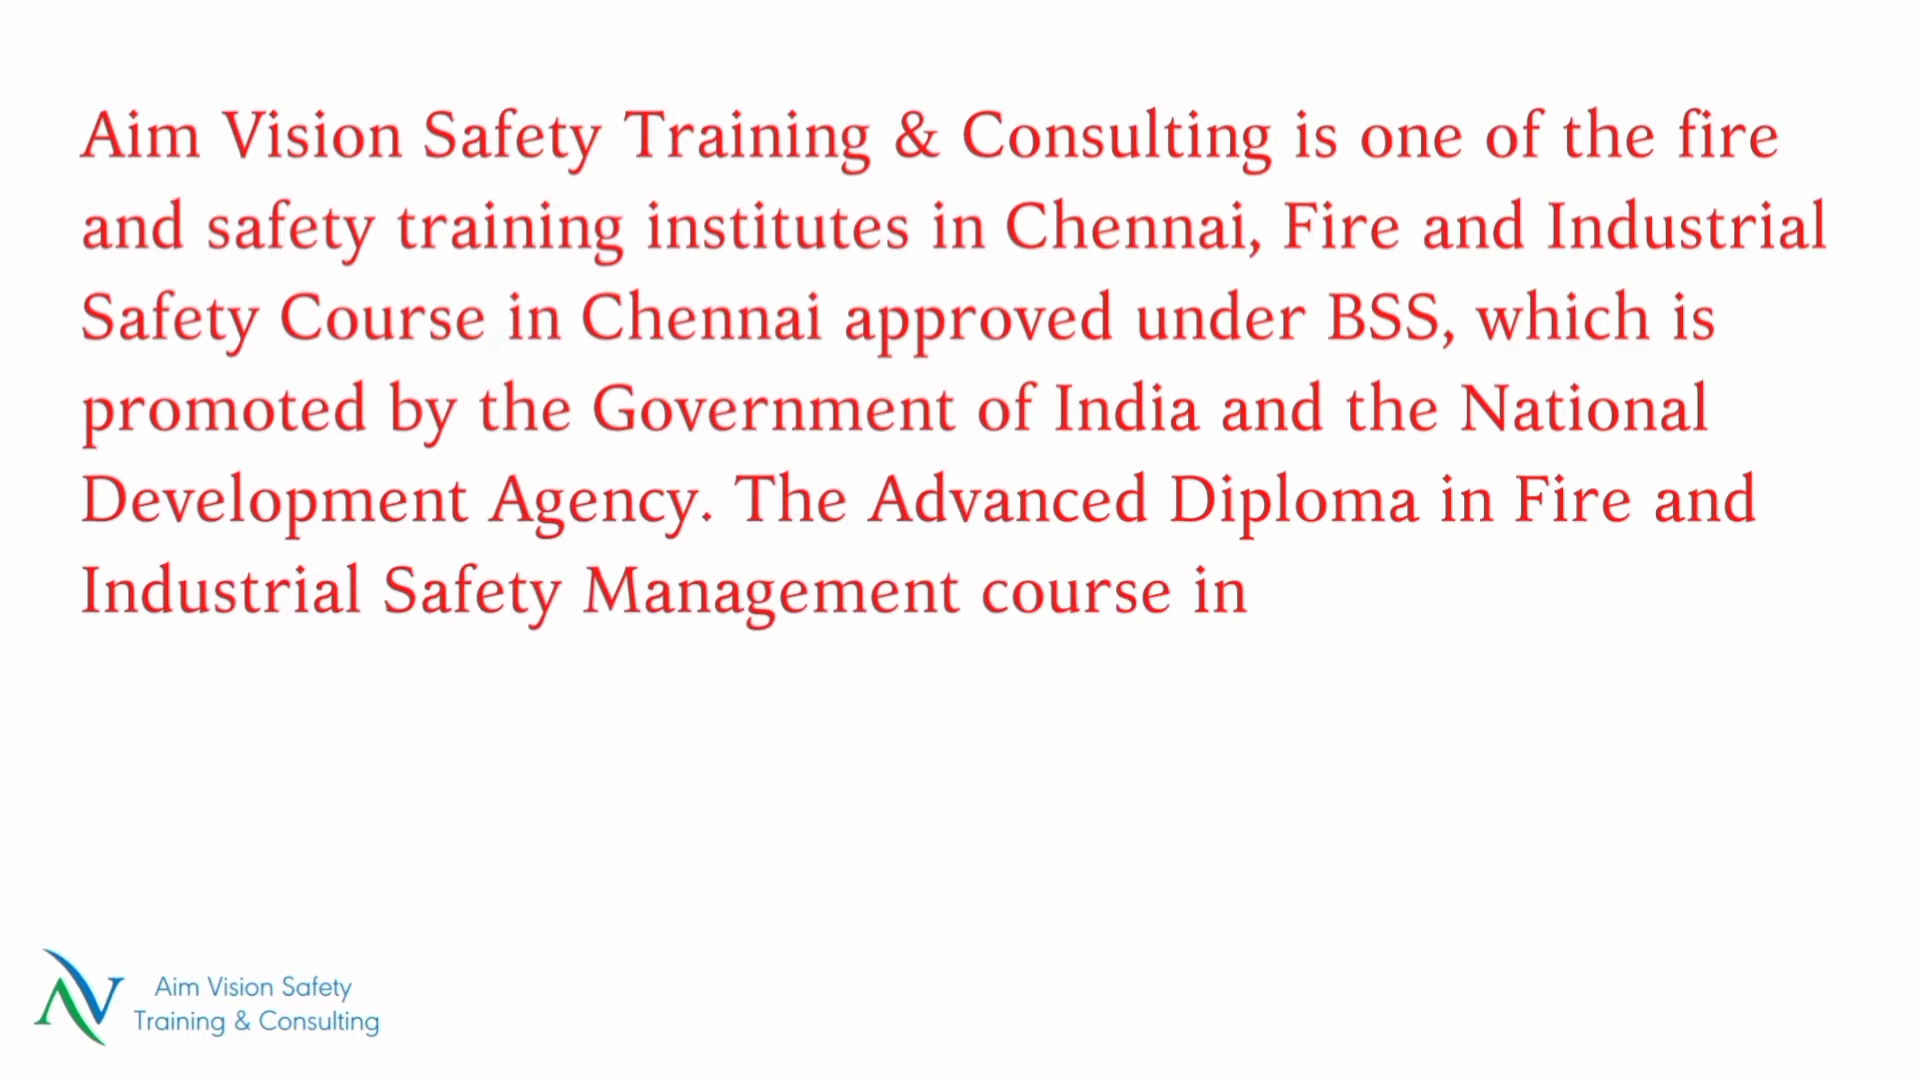 Aim Vision Safety Training & Consulting is one of the fire
and safety training institutes in Chennai, Fire and Industrial
Safety Course in Chennai approved under BSS, which is
promoted by the Government of India and the National
Development Agency. The Advanced Diploma in Fire and
Industrial Safety Management course in
Aim Vision Safety
Training & Consulting